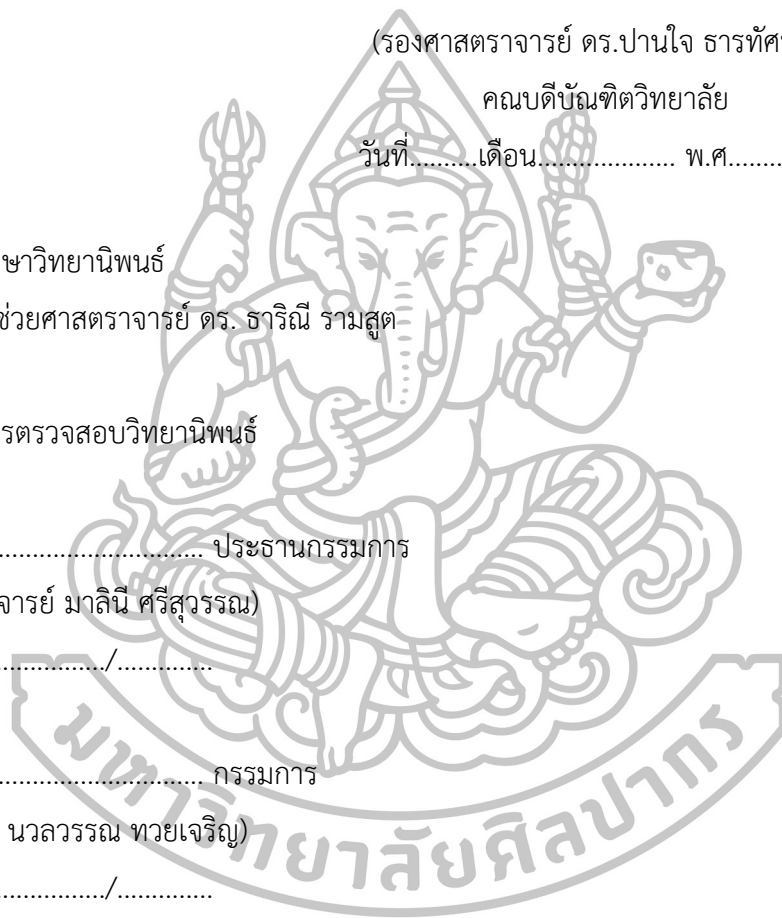 (รองศาสตราจารย์ ดร.ปานใจ ธารทัศ
คณบดีบัณฑิตวิทยาลัย
วันที่..........เดือน.................... พ.ศ........
ษาวิทยานิพนธ์
ช่วยศาสตราจารย์ ดร. ธาริณี รามสูต
รตรวจสอบวิทยานิพนธ์
............................... ประธานกรรมการ
จารย์ มาลินี ศรีสุวรรณ)
................/..............
............................... กรรมการ
นวลวรรณ ทวยเจริญ)
................/..............
มหาวิทยาลัยศิลปากร